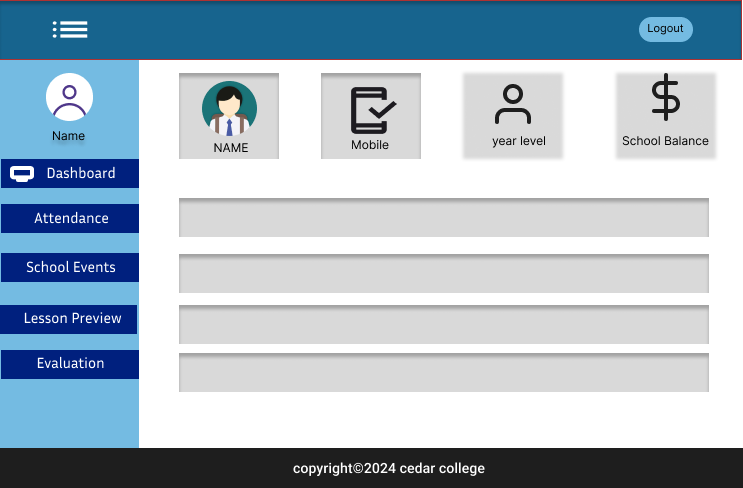 Logout
Name
Dashboard
Attendance
School Events
Lesson Preview
Evaluation
NAME
Mobile
year level
School Balance
copyright©2024 cedar college